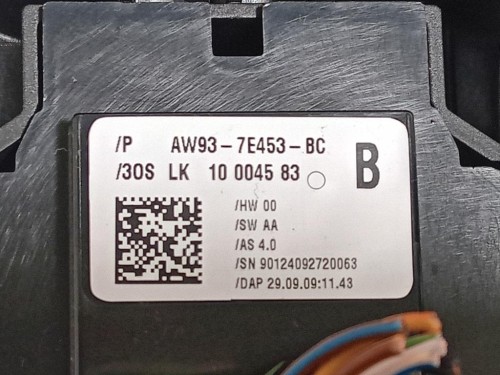 /P AW93-7E453-BC
/3OS LK 10 0045 83 B
/HW 00
/SW AA
/AS 4.0
/SN 90124092720063
/DAP 29.09.09:11.43